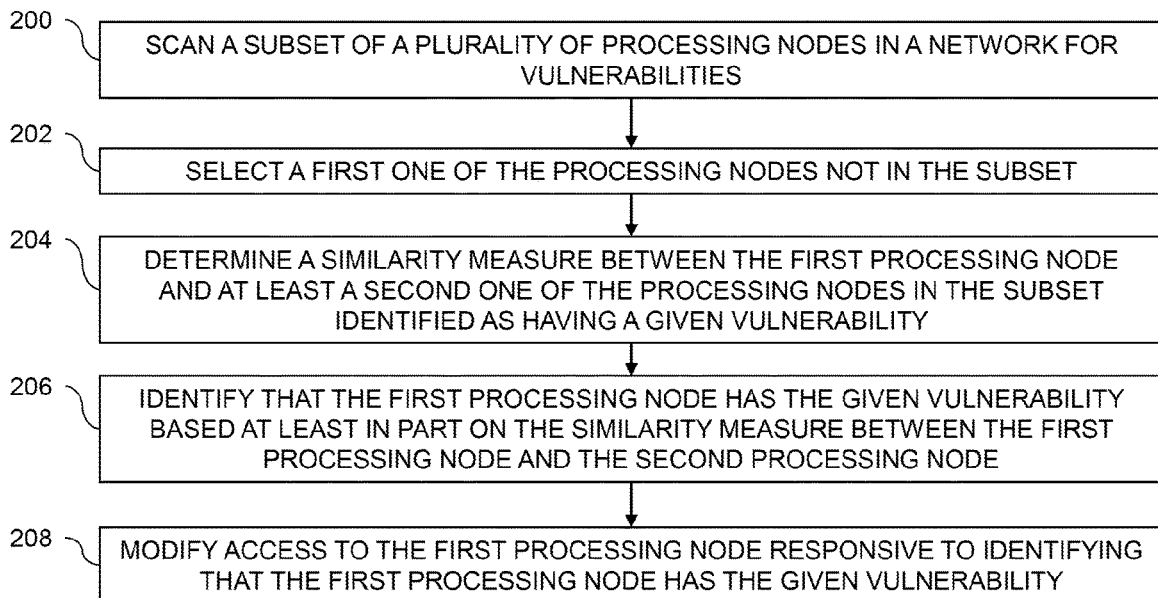 200
SCAN A SUBSET OF A PLURALITY OF PROCESSING NODES IN A NETWORK FOR
VULNERABILITIES
202
SELECT A FIRST ONE OF THE PROCESSING NODES NOT IN THE SUBSET
204
DETERMINE A SIMILARITY MEASURE BETWEEN THE FIRST PROCESSING NODE
AND AT LEAST A SECOND ONE OF THE PROCESSING NODES IN THE SUBSET
IDENTIFIED AS HAVING A GIVEN VULNERABILITY
206
IDENTIFY THAT THE FIRST PROCESSING NODE HAS THE GIVEN VULNERABILITY
BASED AT LEAST IN PART ON THE SIMILARITY MEASURE BETWEEN THE FIRST
PROCESSING NODE AND THE SECOND PROCESSING NODE
208
MODIFY ACCESS TO THE FIRST PROCESSING NODE RESPONSIVE TO IDENTIFYING
THAT THE FIRST PROCESSING NODE HAS THE GIVEN VULNERABILITY